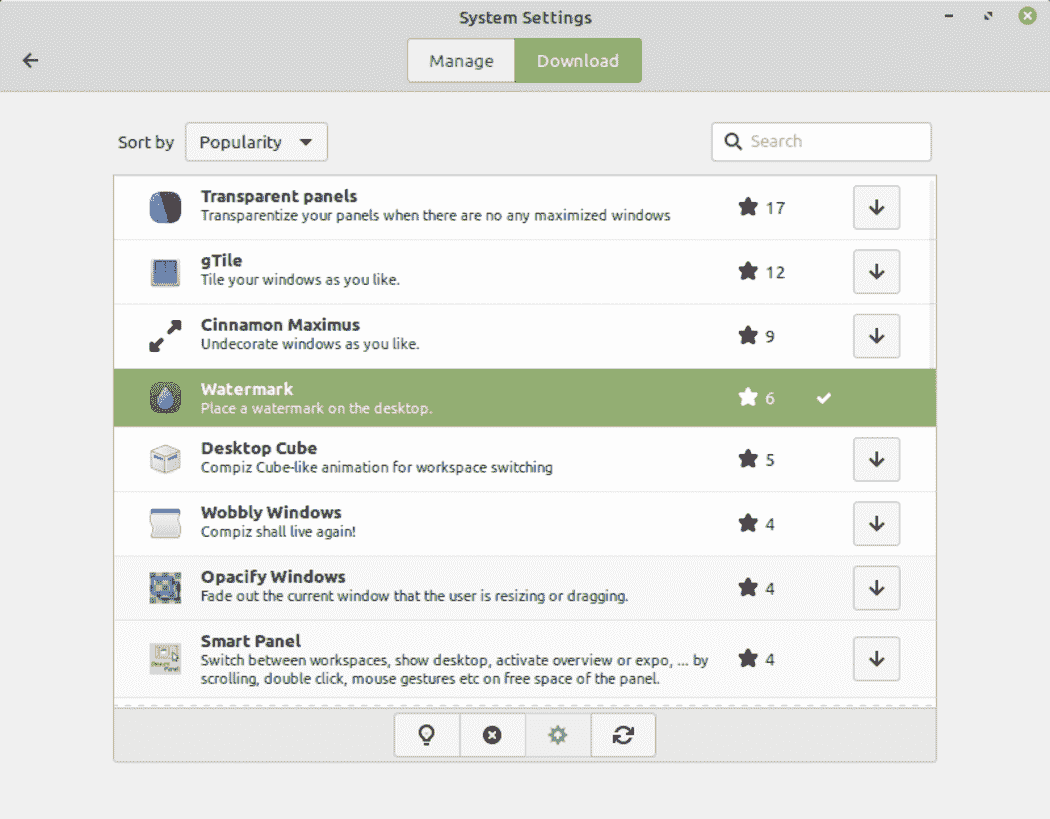 System Settings
Manage
Download
Sort by
Popularity
Search
Transparent panels
Transparentize your panels when there are no any maximized windows
17
gTile
Tile your windows as you like.
12
Cinnamon Maximus
Undecorate windows as you like.
9
Watermark
Place a watermark on the desktop.
6
Desktop Cube
Compiz Cube-like animation for workspace switching
5
Wobbly Windows
Compiz shall live again!
4
Opacify Windows
Fade out the current window that the user is resizing or dragging.
4
Smart Panel
Switch between workspaces, show desktop, activate overview or expo, ... by
scrolling, double click, mouse gestures etc on free space of the panel.
4